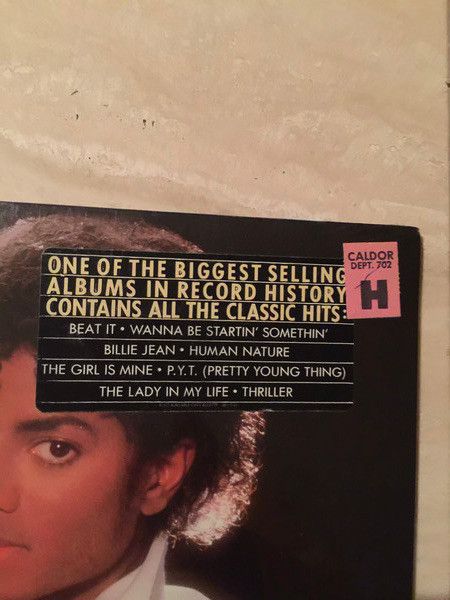 ONE OF THE BIGGEST SELLING
ALBUMS IN RECORD HISTORY
CONTAINS ALL THE CLASSIC HITS:
BEAT IT • WANNA BE STARTIN' SOMETHIN'
BILLIE JEAN • HUMAN NATURE
THE GIRL IS MINE • P.Y.T. (PRETTY YOUNG THING)
THE LADY IN MY LIFE • THRILLER
CALDOR
DEPT. 702
H